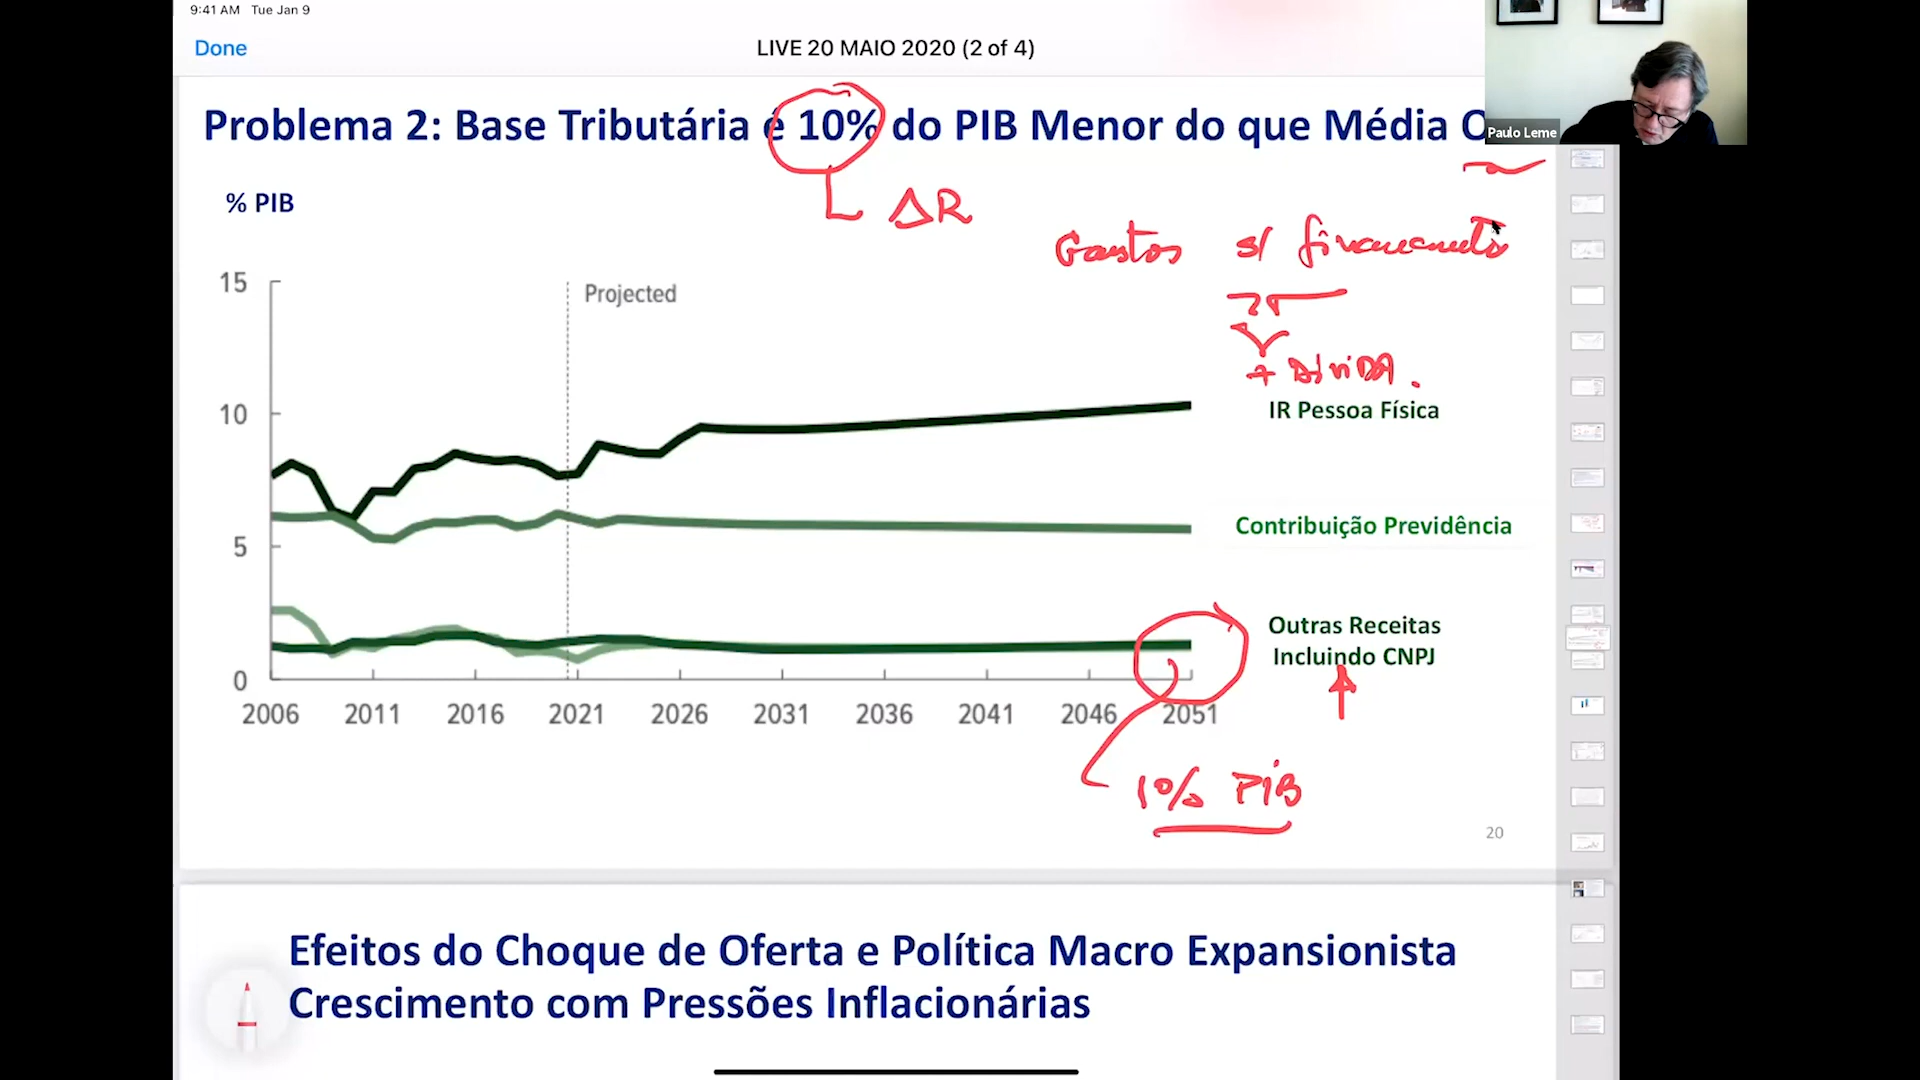 9:41 AM Tue Jan 9
Done
LIVE 20 MAIO 2020 (2 of 4)
Paulo Leme
Problema 2: Base Tributária é 10% do PIB Menor do que Média
% PIB
ΔR
Gastos s/ financiamento
15
Projected
+ DíviDA.
10
IR Pessoa Física
5
Contribuição Previdência
Outras Receitas
Incluindo CNPJ
0
2006 2011 2016 2021 2026 2031 2036 2041 2046 2051
10% PIB
20
Efeitos do Choque de Oferta e Política Macro Expansionista
Crescimento com Pressões Inflacionárias